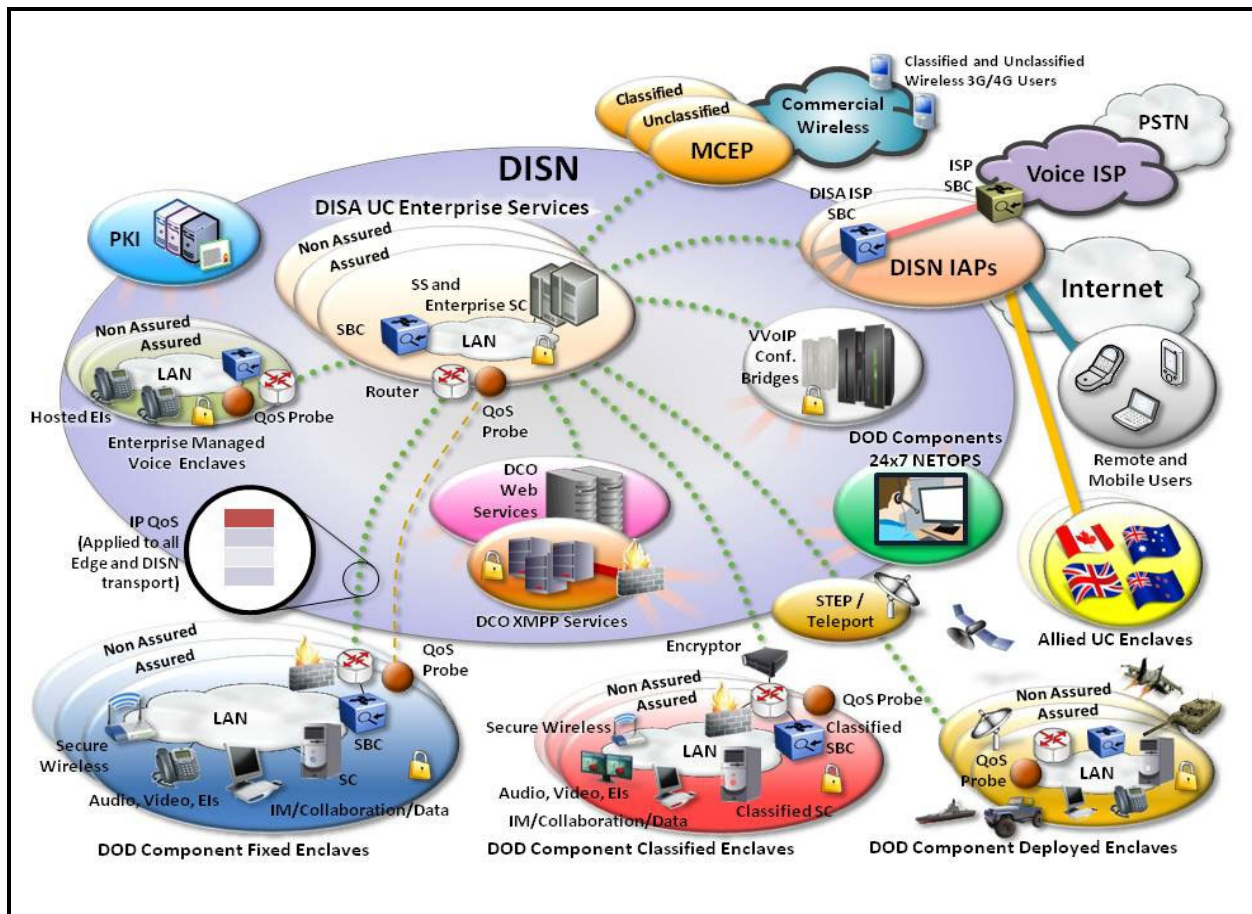 Classified and Unclassified
Wireless 3G/4G Users
Classified
Unclassified
MCEP
Commercial
Wireless
PSTN
Voice ISP
ISP
SBC
DISN
DISA UC Enterprise Services
DISA ISP
SBC
PKI
Non Assured
Assured
SS and
Enterprise SC
SBC
LAN
DISN IAPs
Internet
Non Assured
Assured
LAN
Hosted EIs
QoS Probe
Enterprise Managed
Voice Enclaves
Router
QoS
Probe
VVoIP
Conf.
Bridges
DOD Components
24x7 NETOPS
Remote and
Mobile Users
IP QoS
(Applied to all
Edge and DISN
transport)
DCO
Web
Services
DCO XMPP Services
STEP /
Teleport
Allied UC Enclaves
Non Assured
Assured
QoS
Probe
LAN
SBC
Secure
Wireless
SC
Audio, Video, EIs
IM/Collaboration/Data
DOD Component Fixed Enclaves
Encryptor
Non Assured
Assured
QoS Probe
Secure Wireless
LAN
Classified
SBC
Audio, Video, EIs
IM/Collaboration/Data
Classified SC
DOD Component Classified Enclaves
Non Assured
Assured
QoS
Probe
LAN
DOD Component Deployed Enclaves